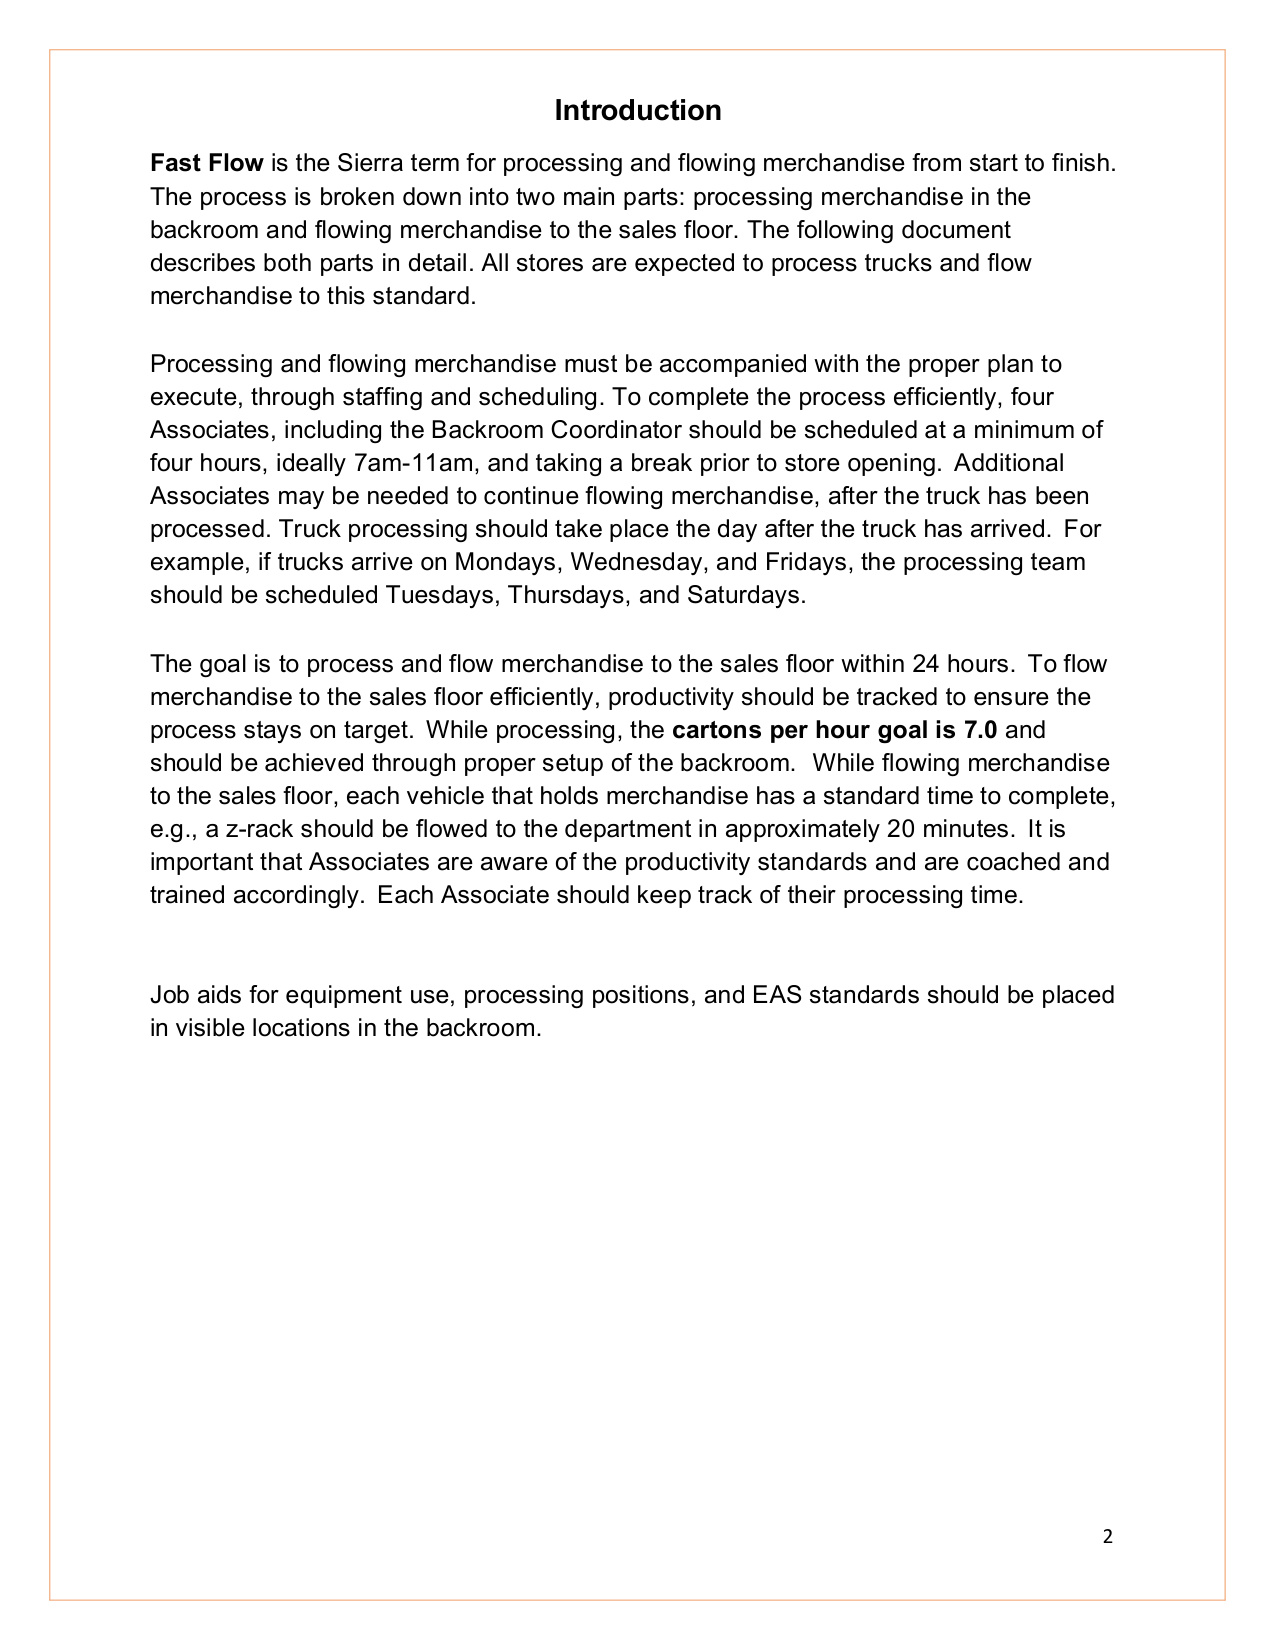 Introduction
Fast Flow is the Sierra term for processing and flowing merchandise from start to finish.
The process is broken down into two main parts: processing merchandise in the
backroom and flowing merchandise to the sales floor. The following document
describes both parts in detail. All stores are expected to process trucks and flow
merchandise to this standard.
Processing and flowing merchandise must be accompanied with the proper plan to
execute, through staffing and scheduling. To complete the process efficiently, four
Associates, including the Backroom Coordinator should be scheduled at a minimum of
four hours, ideally 7am-11am, and taking a break prior to store opening. Additional
Associates may be needed to continue flowing merchandise, after the truck has been
processed. Truck processing should take place the day after the truck has arrived. For
example, if trucks arrive on Mondays, Wednesday, and Fridays, the processing team
should be scheduled Tuesdays, Thursdays, and Saturdays.
The goal is to process and flow merchandise to the sales floor within 24 hours. To flow
merchandise to the sales floor efficiently, productivity should be tracked to ensure the
process stays on target. While processing, the cartons per hour goal is 7.0 and
should be achieved through proper setup of the backroom. While flowing merchandise
to the sales floor, each vehicle that holds merchandise has a standard time to complete,
e.g., a z-rack should be flowed to the department in approximately 20 minutes. It is
important that Associates are aware of the productivity standards and are coached and
trained accordingly. Each Associate should keep track of their processing time.
Job aids for equipment use, processing positions, and EAS standards should be placed
in visible locations in the backroom.
2